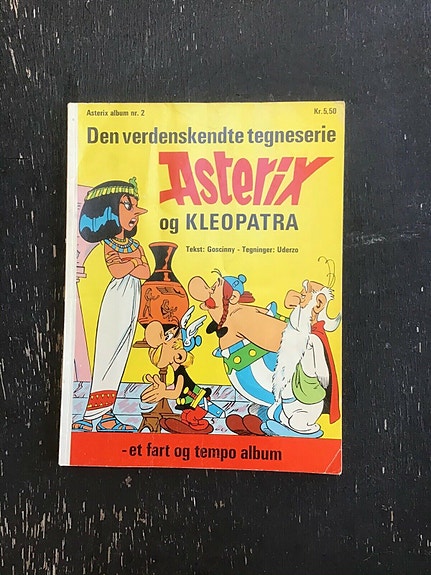 Asterix album nr. 2
Kr. 5,50
Den verdenskendte tegneserie
Asterix
og KLEOPATRA
Tekst: Goscinny - Tegninger: Uderzo
- et fart og tempo album